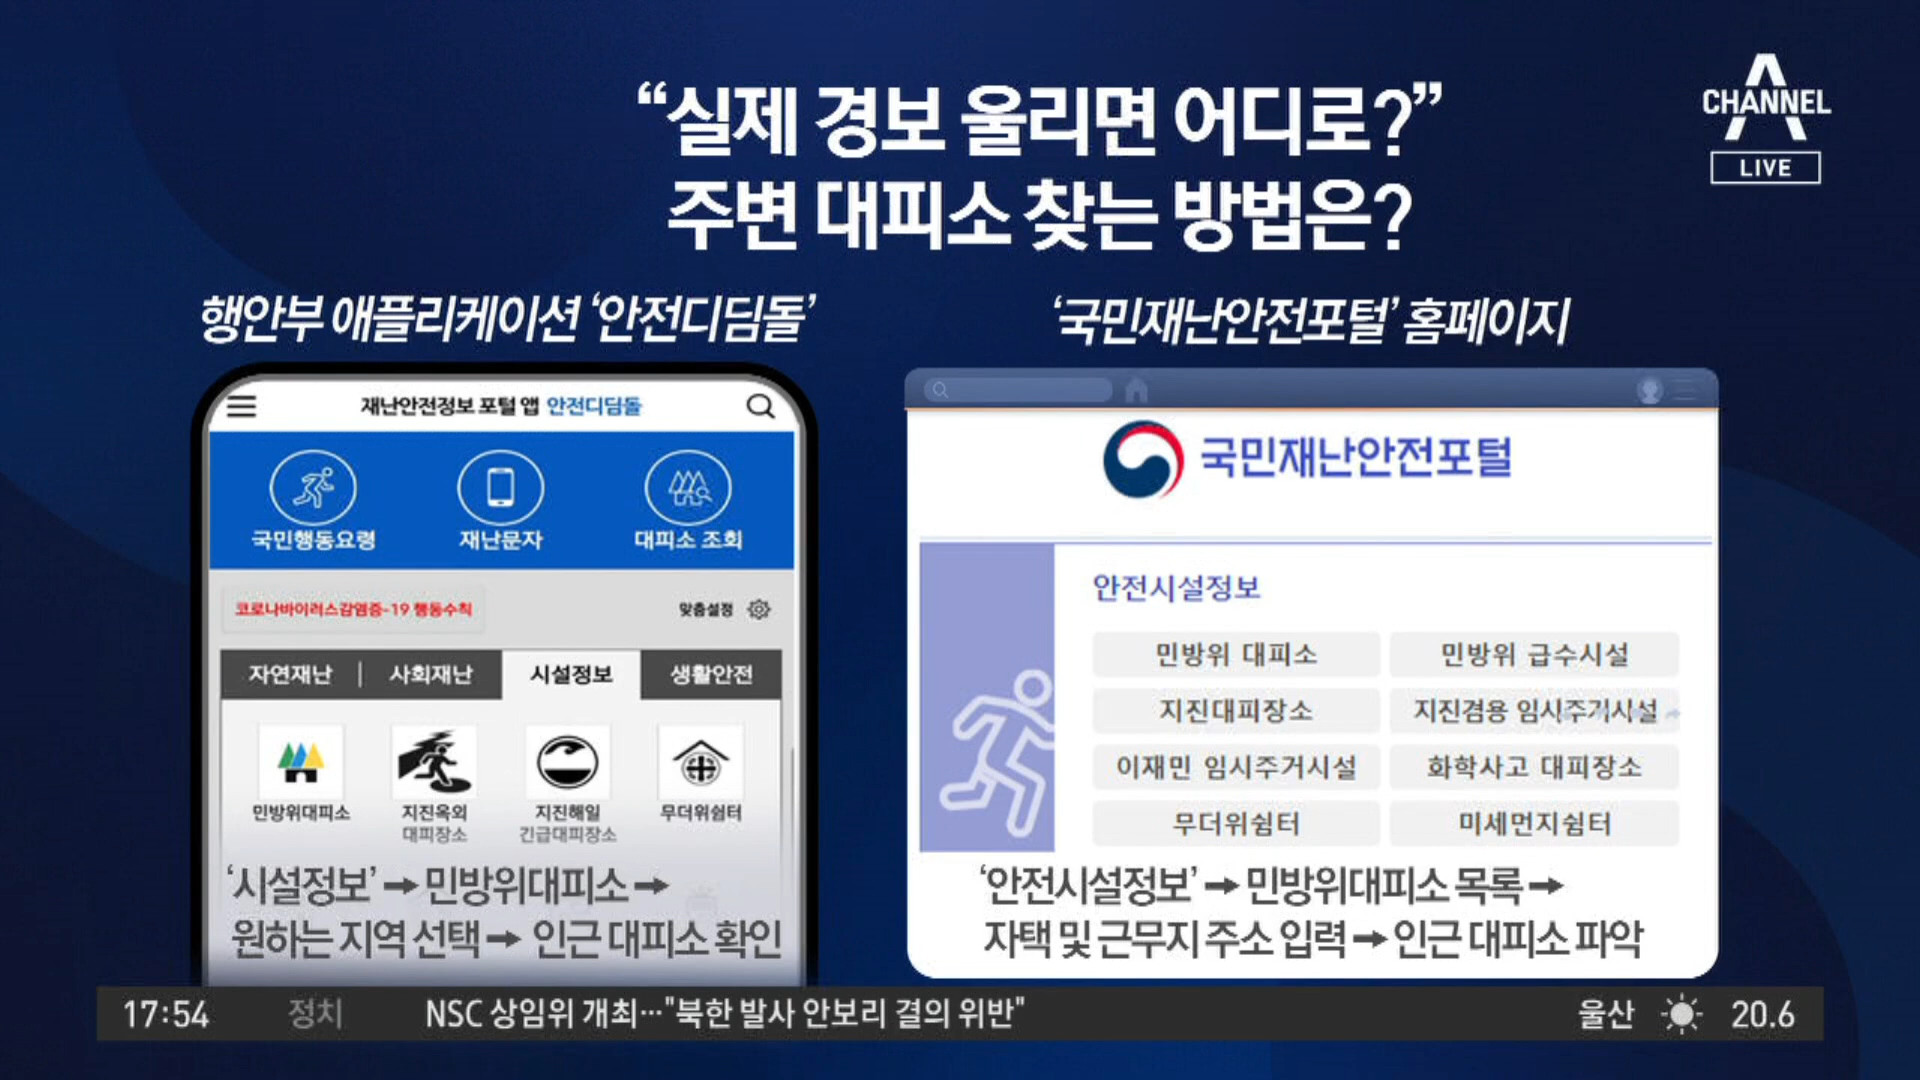 “실제 경보 울리면 어디로?”
주변 대피소 찾는 방법은?
CHANNEL A
LIVE
행안부 애플리케이션 ‘안전디딤돌’
재난안전정보 포털 앱 안전디딤돌
국민행동요령
재난문자
대피소 조회
코로나바이러스감염증-19 행동수칙
맞춤설정
자연재난 | 사회재난
시설정보
생활안전
민방위대피소
지진옥외
대피장소
지진해일
긴급대피장소
무더위쉼터
‘시설정보’ → 민방위대피소 →
원하는 지역 선택 → 인근 대피소 확인
‘국민재난안전포털’ 홈페이지
국민재난안전포털
안전시설정보
민방위 대피소
민방위 급수시설
지진대피장소
지진겸용 임시주거시설
이재민 임시주거시설
화학사고 대피장소
무더위쉼터
미세먼지쉼터
‘안전시설정보’ → 민방위대피소 목록 →
자택 및 근무지 주소 입력 → 인근 대피소 파악
17:54 정치 NSC 상임위 개최…"북한 발사 안보리 결의 위반" 울산 20.6